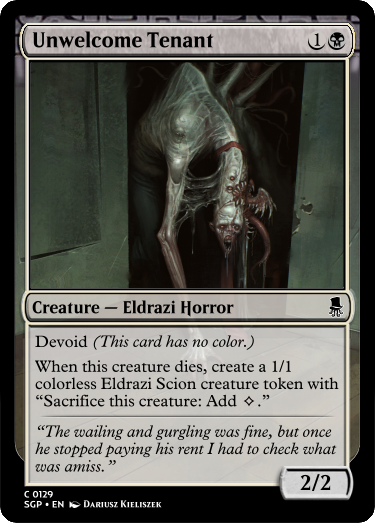 Unwelcome Tenant 1
Creature — Eldrazi Horror
Devoid (This card has no color.)
When this creature dies, create a 1/1
colorless Eldrazi Scion creature token with
“Sacrifice this creature: Add ⟡.”
“The wailing and gurgling was fine, but once
he stopped paying his rent I had to check what
was amiss.”
2/2
C 0129
SGP • EN Dariusz Kieliszek